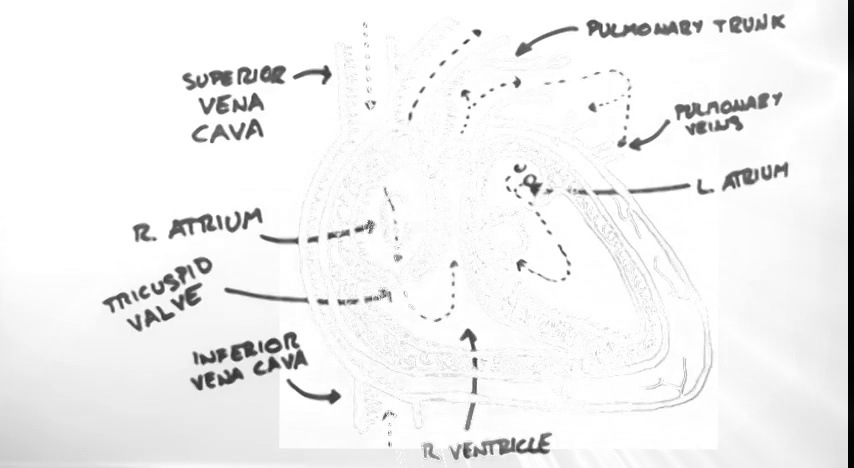 PULMONARY TRUNK
SUPERIOR
VENA
CAVA
PULMONARY
VEINS
L. ATRIUM
R. ATRIUM
TRICUSPID
VALVE
INFERIOR
VENA CAVA
R VENTRICLE